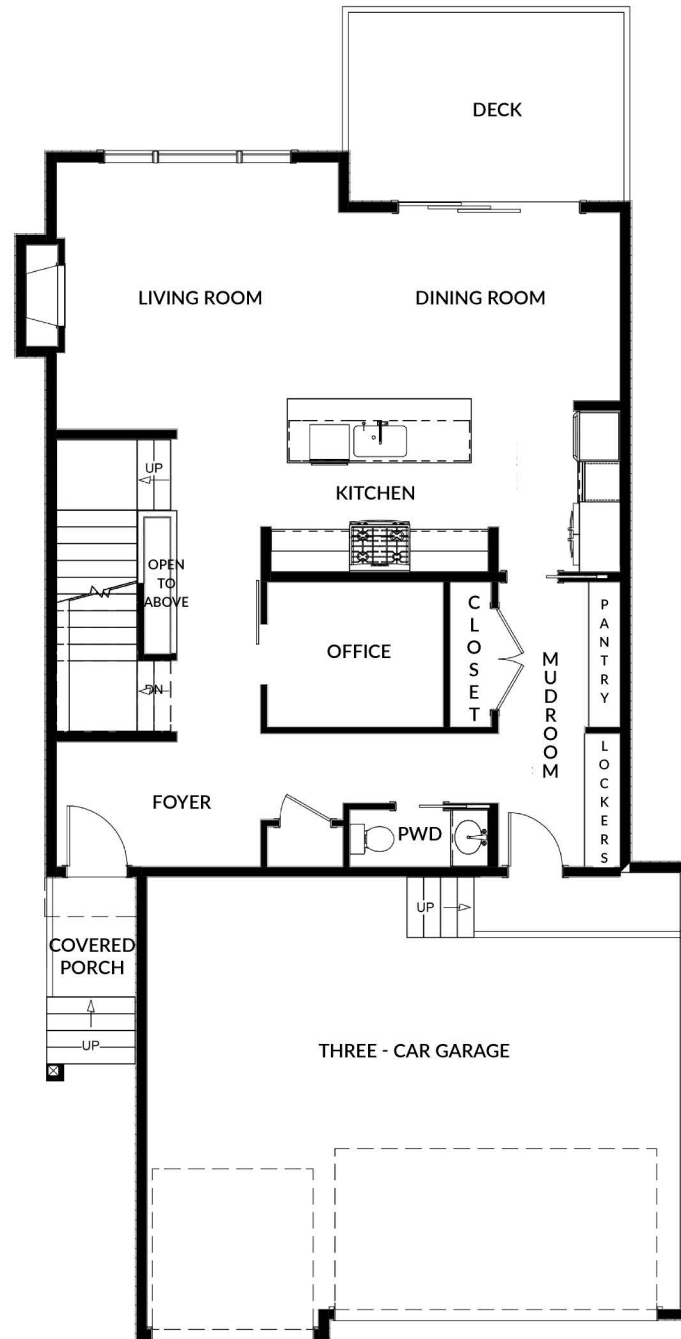 DECK
LIVING ROOM
DINING ROOM
UP
KITCHEN
OPEN
TO
ABOVE
OFFICE
CLOSET
PANTRY
MUDROOM
DN
LOCKERS
FOYER
PWD
UP
COVERED
PORCH
UP
THREE - CAR GARAGE